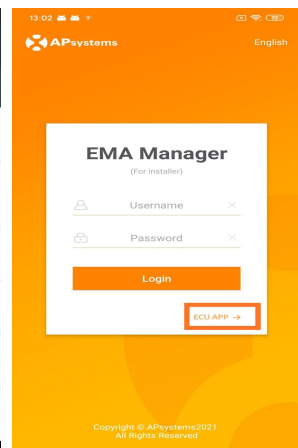 13:02
APsystems
English
EMA Manager
(For Installer)
Username
Password
Login
ECU APP →
Copyright © APsystems2021
All Rights Reserved